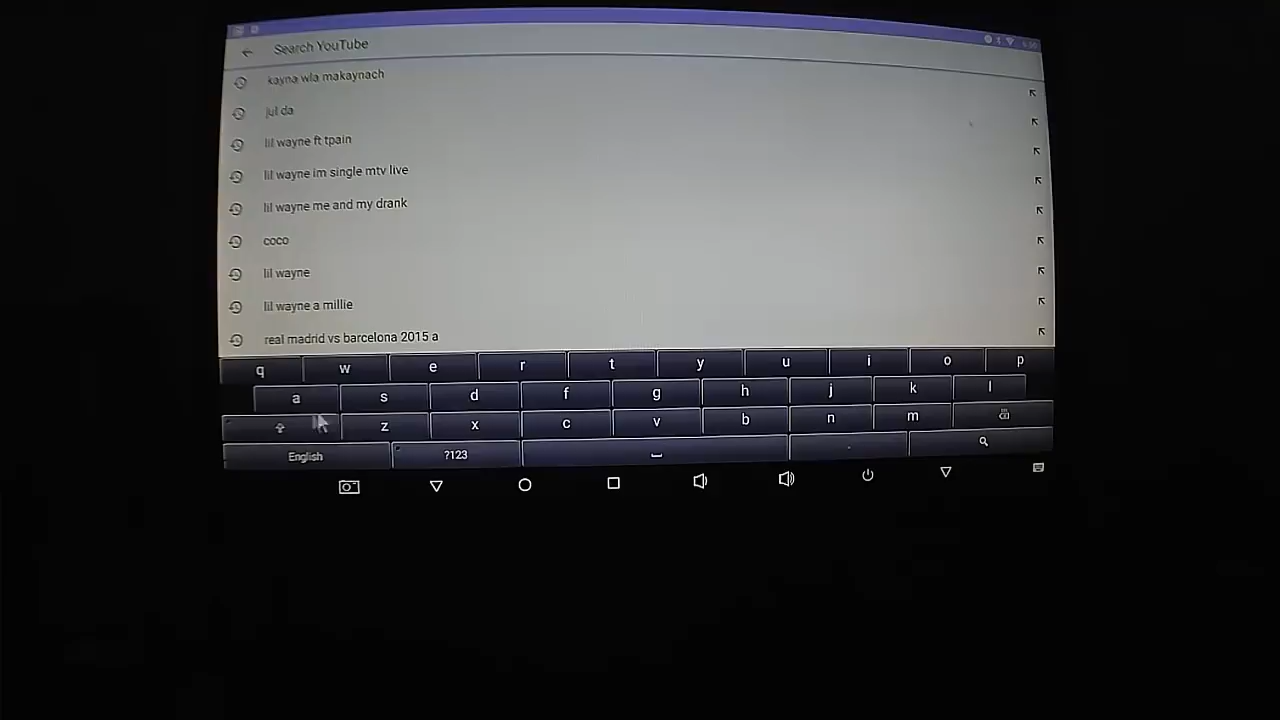 Search YouTube
kayna wla makaynach
jul da
lil wayne ft tpain
lil wayne im single mtv live
lil wayne me and my drank
coco
lil wayne
lil wayne a millie
real madrid vs barcelona 2015 a
q w e r t y u i o p
a s d f g h j k l
z x c v b n m
English ?123 .